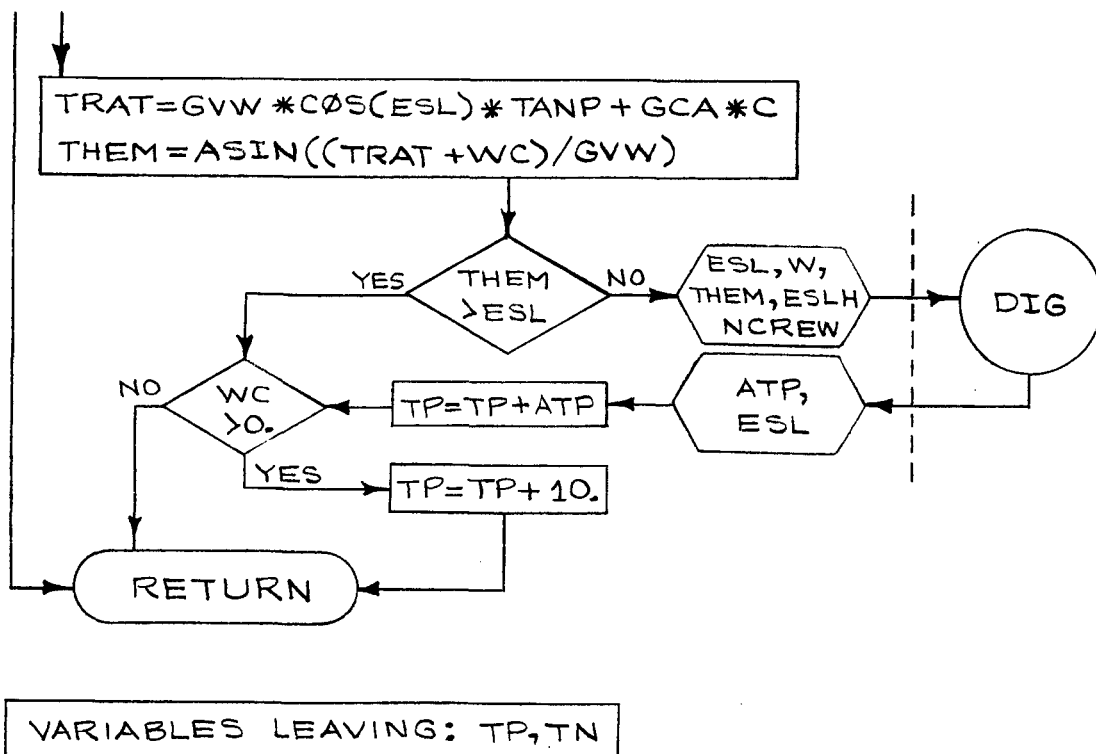 TRAT=GVW*CØS(ESL)*TANP+GCA*C
THEM=ASIN((TRAT+WC)/GVW)
YES
THEM
>ESL
NO
ESL, W,
THEM, ESLH
NCREW
DIG
NO
WC
>0.
TP=TP+ATP
ATP,
ESL
YES
TP=TP+10.
RETURN
VARIABLES LEAVING: TP,TN